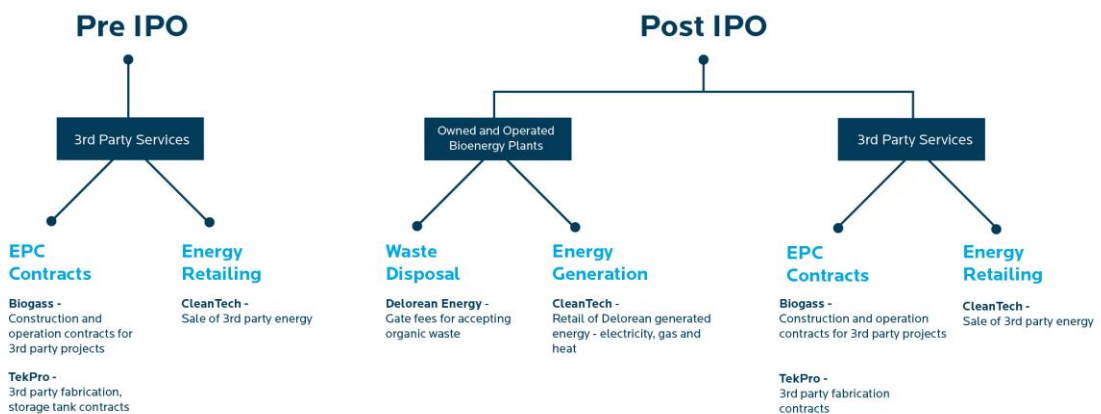 Pre IPO
3rd Party Services
EPC
Contracts
Biogass -
Construction and
operation contracts for
3rd party projects
TekPro -
3rd party fabrication,
storage tank contracts
Energy
Retailing
CleanTech -
Sale of 3rd party energy
Post IPO
Owned and Operated
Bioenergy Plants
Waste
Disposal
Delorean Energy -
Gate fees for accepting
organic waste
Energy
Generation
CleanTech -
Retail of Delorean generated
energy - electricity, gas and
heat
3rd Party Services
EPC
Contracts
Biogass -
Construction and operation
contracts for 3rd party projects
TekPro -
3rd party fabrication
contracts
Energy
Retailing
CleanTech -
Sale of 3rd party energy